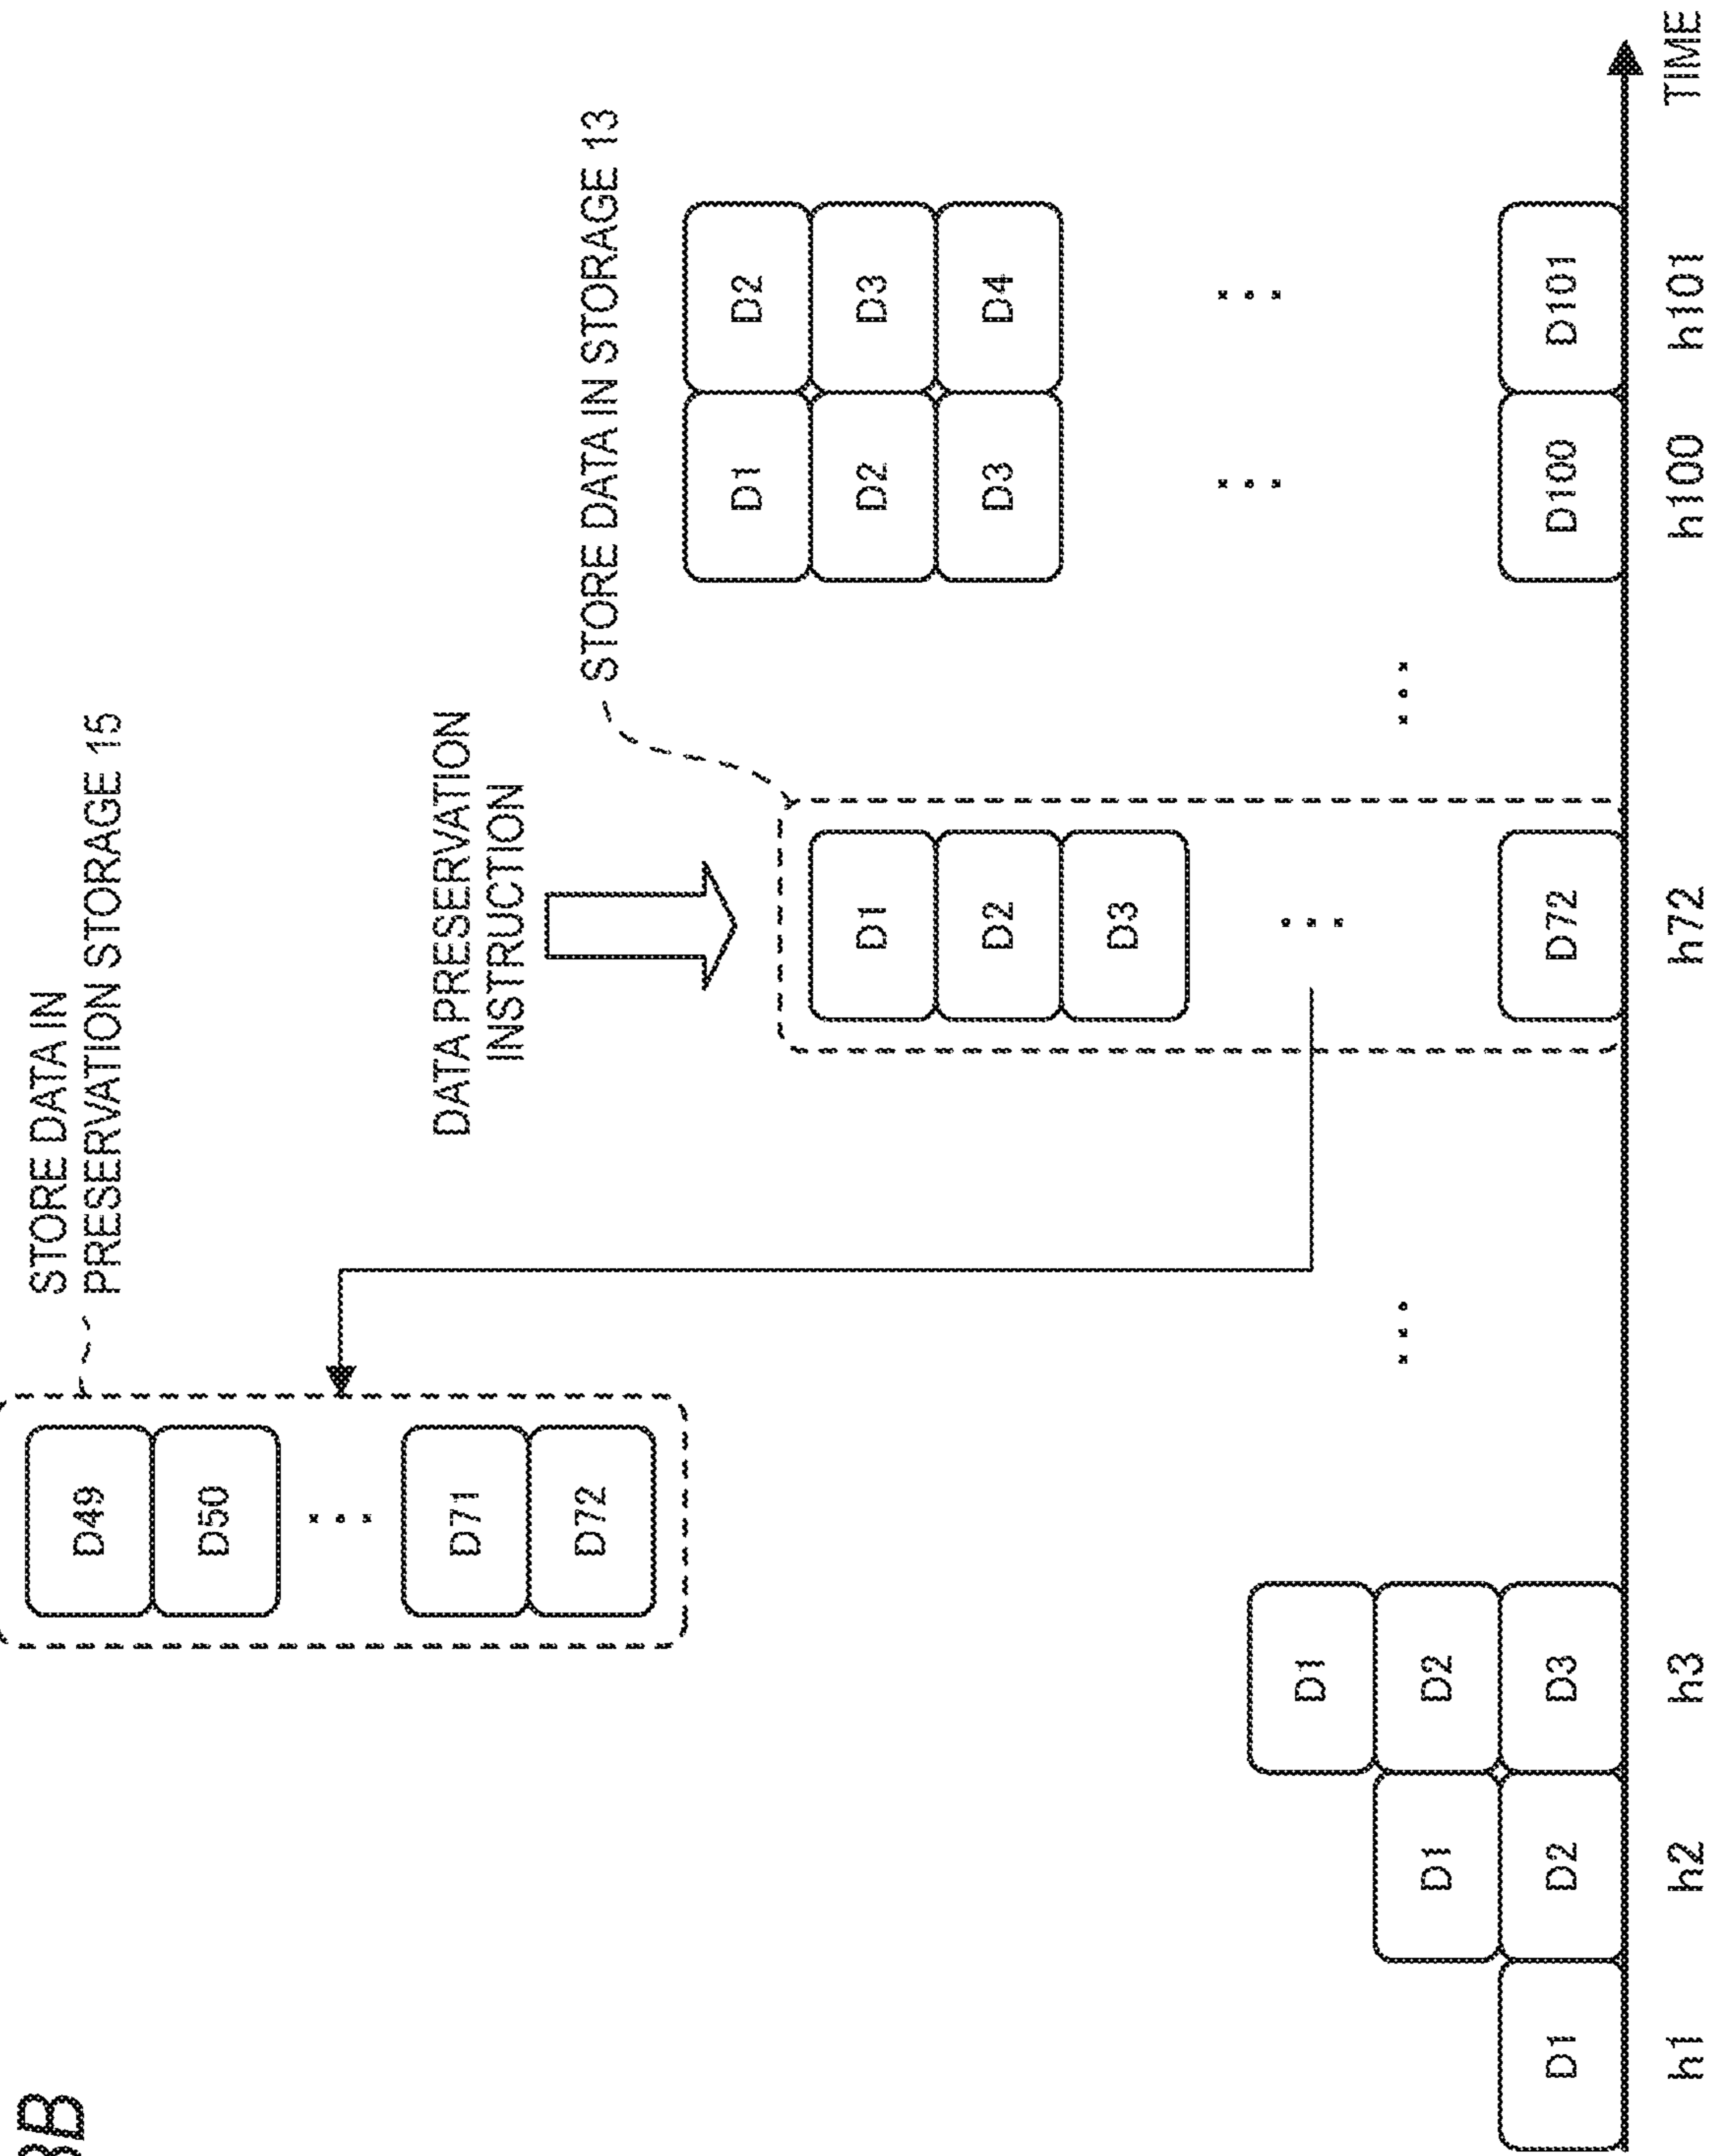 STORE DATA IN
PRESERVATION STORAGE 15
D49
D50
...
D71
D72
DATA PRESERVATION
INSTRUCTION
STORE DATA IN STORAGE 13
D1
D1
D2
D1
D2
D3
...
D1
D2
D3
...
D72
...
D1
D2
D3
...
D100
D2
D3
D4
...
D101
h1
h2
h3
h72
h100
h101
TIME